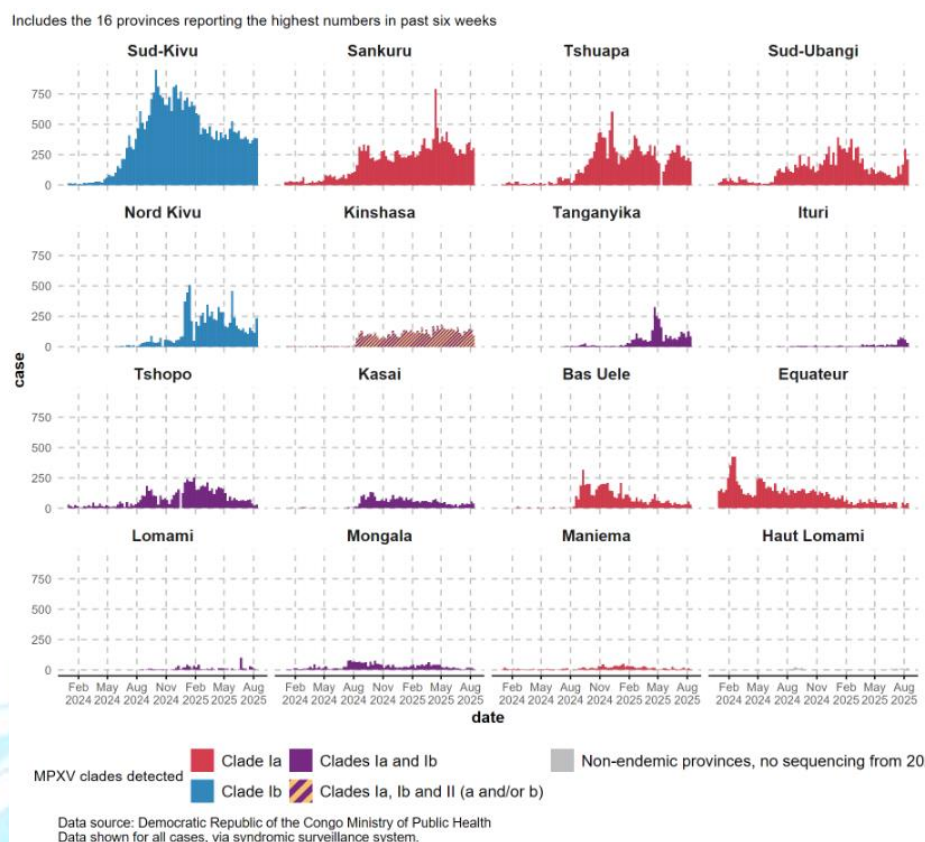 Includes the 16 provinces reporting the highest numbers in past six weeks
Sud-Kivu Sankuru Tshuapa Sud-Ubangi
750
500
250
0
Nord Kivu Kinshasa Tanganyika Ituri
750
500
250
0
Tshopo Kasai Bas Uele Equateur
750
500
250
0
Lomami Mongala Maniema Haut Lomami
750
500
250
0
case
Feb May Aug Nov Feb May Aug Feb May Aug Nov Feb May Aug Feb May Aug Nov Feb May Aug Feb May Aug Nov Feb May Aug
2024 2024 2024 2024 2025 2025 2025 2024 2024 2024 2024 2025 2025 2025 2024 2024 2024 2024 2025 2025 2025 2024 2024 2024 2024 2025 2025 2025
date
MPXV clades detected
Clade Ia Clades Ia and Ib Non-endemic provinces, no sequencing from 20
Clade Ib Clades Ia, Ib and II (a and/or b)
Data source: Democratic Republic of the Congo Ministry of Public Health
Data shown for all cases, via syndromic surveillance system.